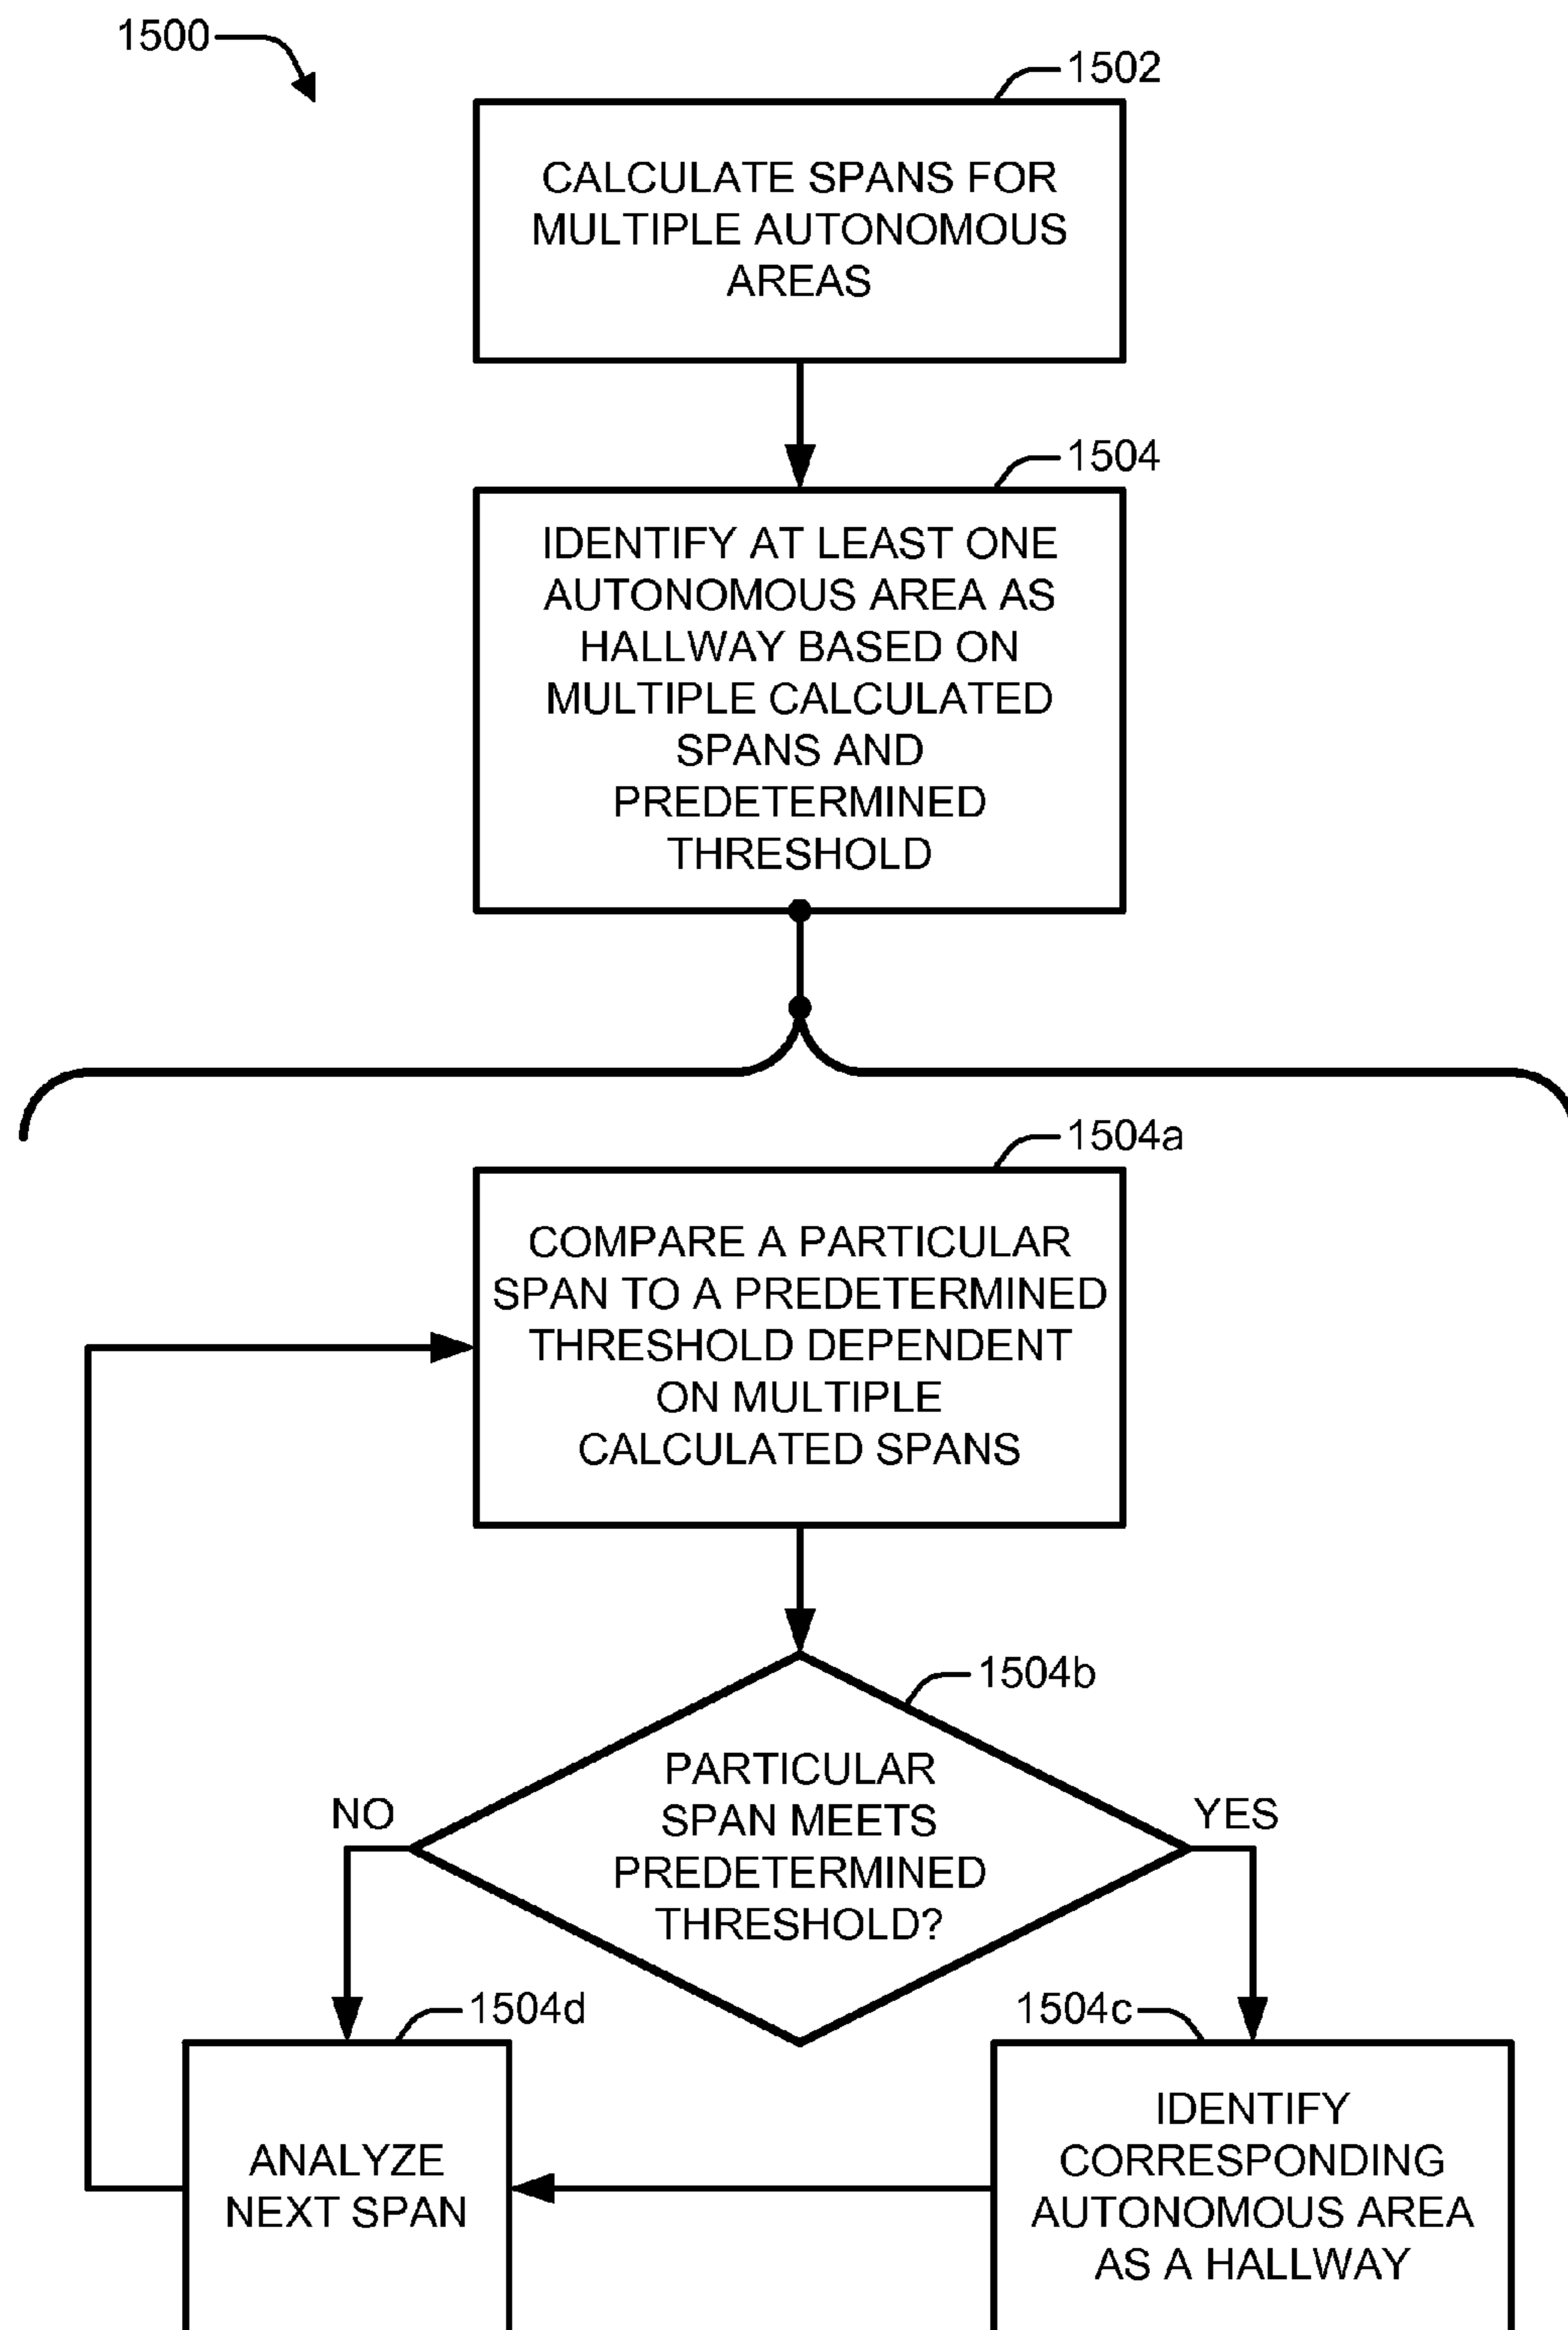 1500
1502
CALCULATE SPANS FOR
MULTIPLE AUTONOMOUS
AREAS
1504
IDENTIFY AT LEAST ONE
AUTONOMOUS AREA AS
HALLWAY BASED ON
MULTIPLE CALCULATED
SPANS AND
PREDETERMINED
THRESHOLD
1504a
COMPARE A PARTICULAR
SPAN TO A PREDETERMINED
THRESHOLD DEPENDENT
ON MULTIPLE
CALCULATED SPANS
1504b
PARTICULAR
SPAN MEETS
PREDETERMINED
THRESHOLD?
NO
YES
1504d
ANALYZE
NEXT SPAN
1504c
IDENTIFY
CORRESPONDING
AUTONOMOUS AREA
AS A HALLWAY